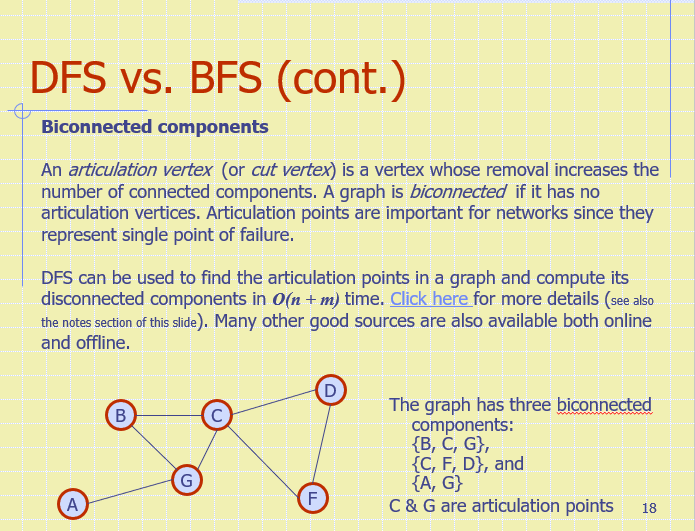 DFS vs. BFS (cont.)
Biconnected components
An articulation vertex (or cut vertex) is a vertex whose removal increases the
number of connected components. A graph is biconnected if it has no
articulation vertices. Articulation points are important for networks since they
represent single point of failure.
DFS can be used to find the articulation points in a graph and compute its
disconnected components in O(n + m) time. Click here for more details (see also
the notes section of this slide). Many other good sources are also available both online
and offline.
D
B
C
G
A
F
The graph has three biconnected
components:
{B, C, G},
{C, F, D}, and
{A, G}
C & G are articulation points
18